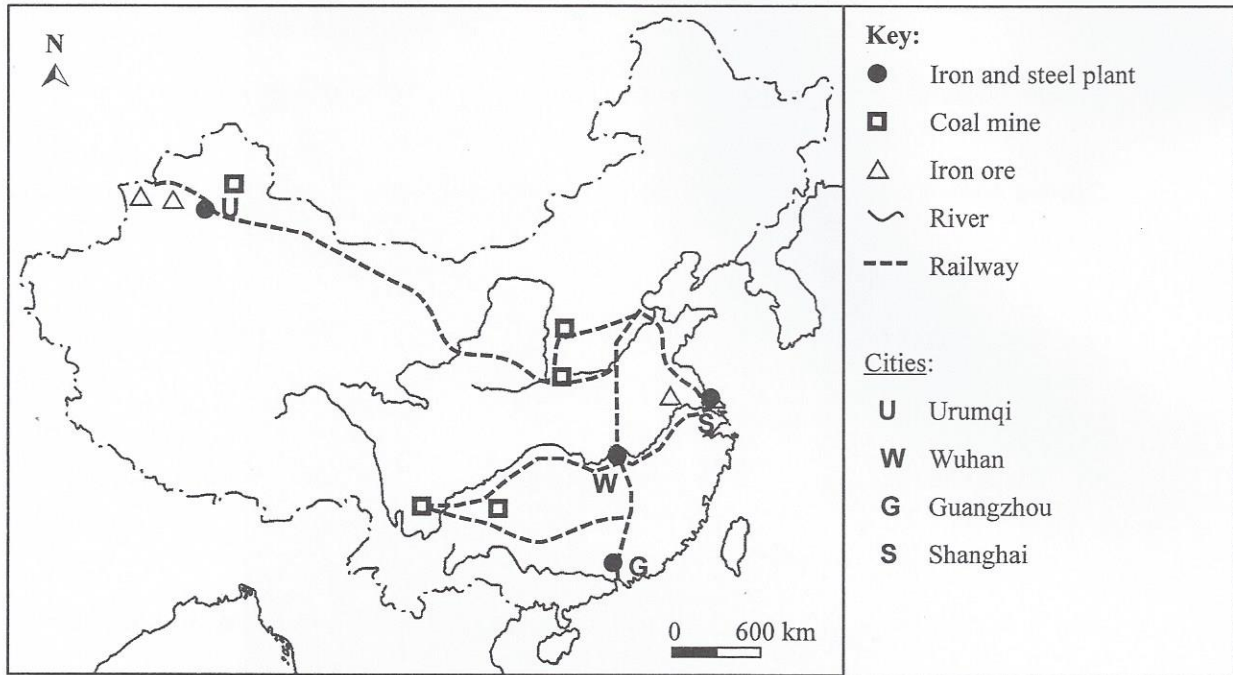 N
U
S
W
G
0 600 km
Key:
Iron and steel plant
Coal mine
Iron ore
River
Railway
Cities:
U Urumqi
W Wuhan
G Guangzhou
S Shanghai